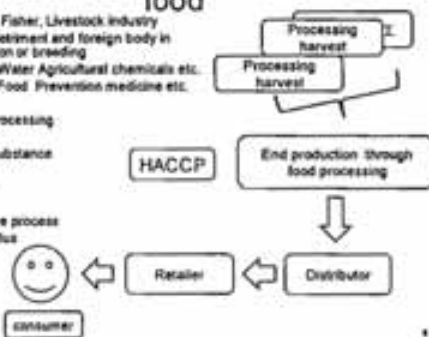 food
Fisher, Livestock industry
etriment and foreign body in
on or breeding
Water Agricultural chemicals etc.
Food Prevention medicine etc.
rocessing
ubstance
e process
lus
Processing
harvest
Processing
harvest
HACCP
End production through
food processing
Retailer
Distributor
consumer